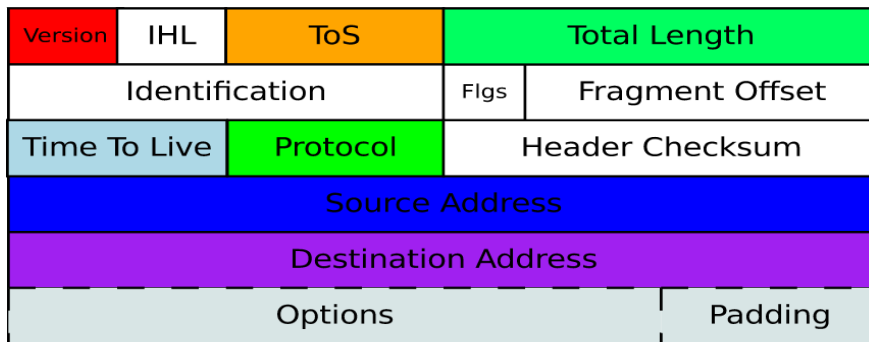 Version IHL ToS Total Length
Identification Flgs Fragment Offset
Time To Live Protocol Header Checksum
Source Address
Destination Address
Options Padding